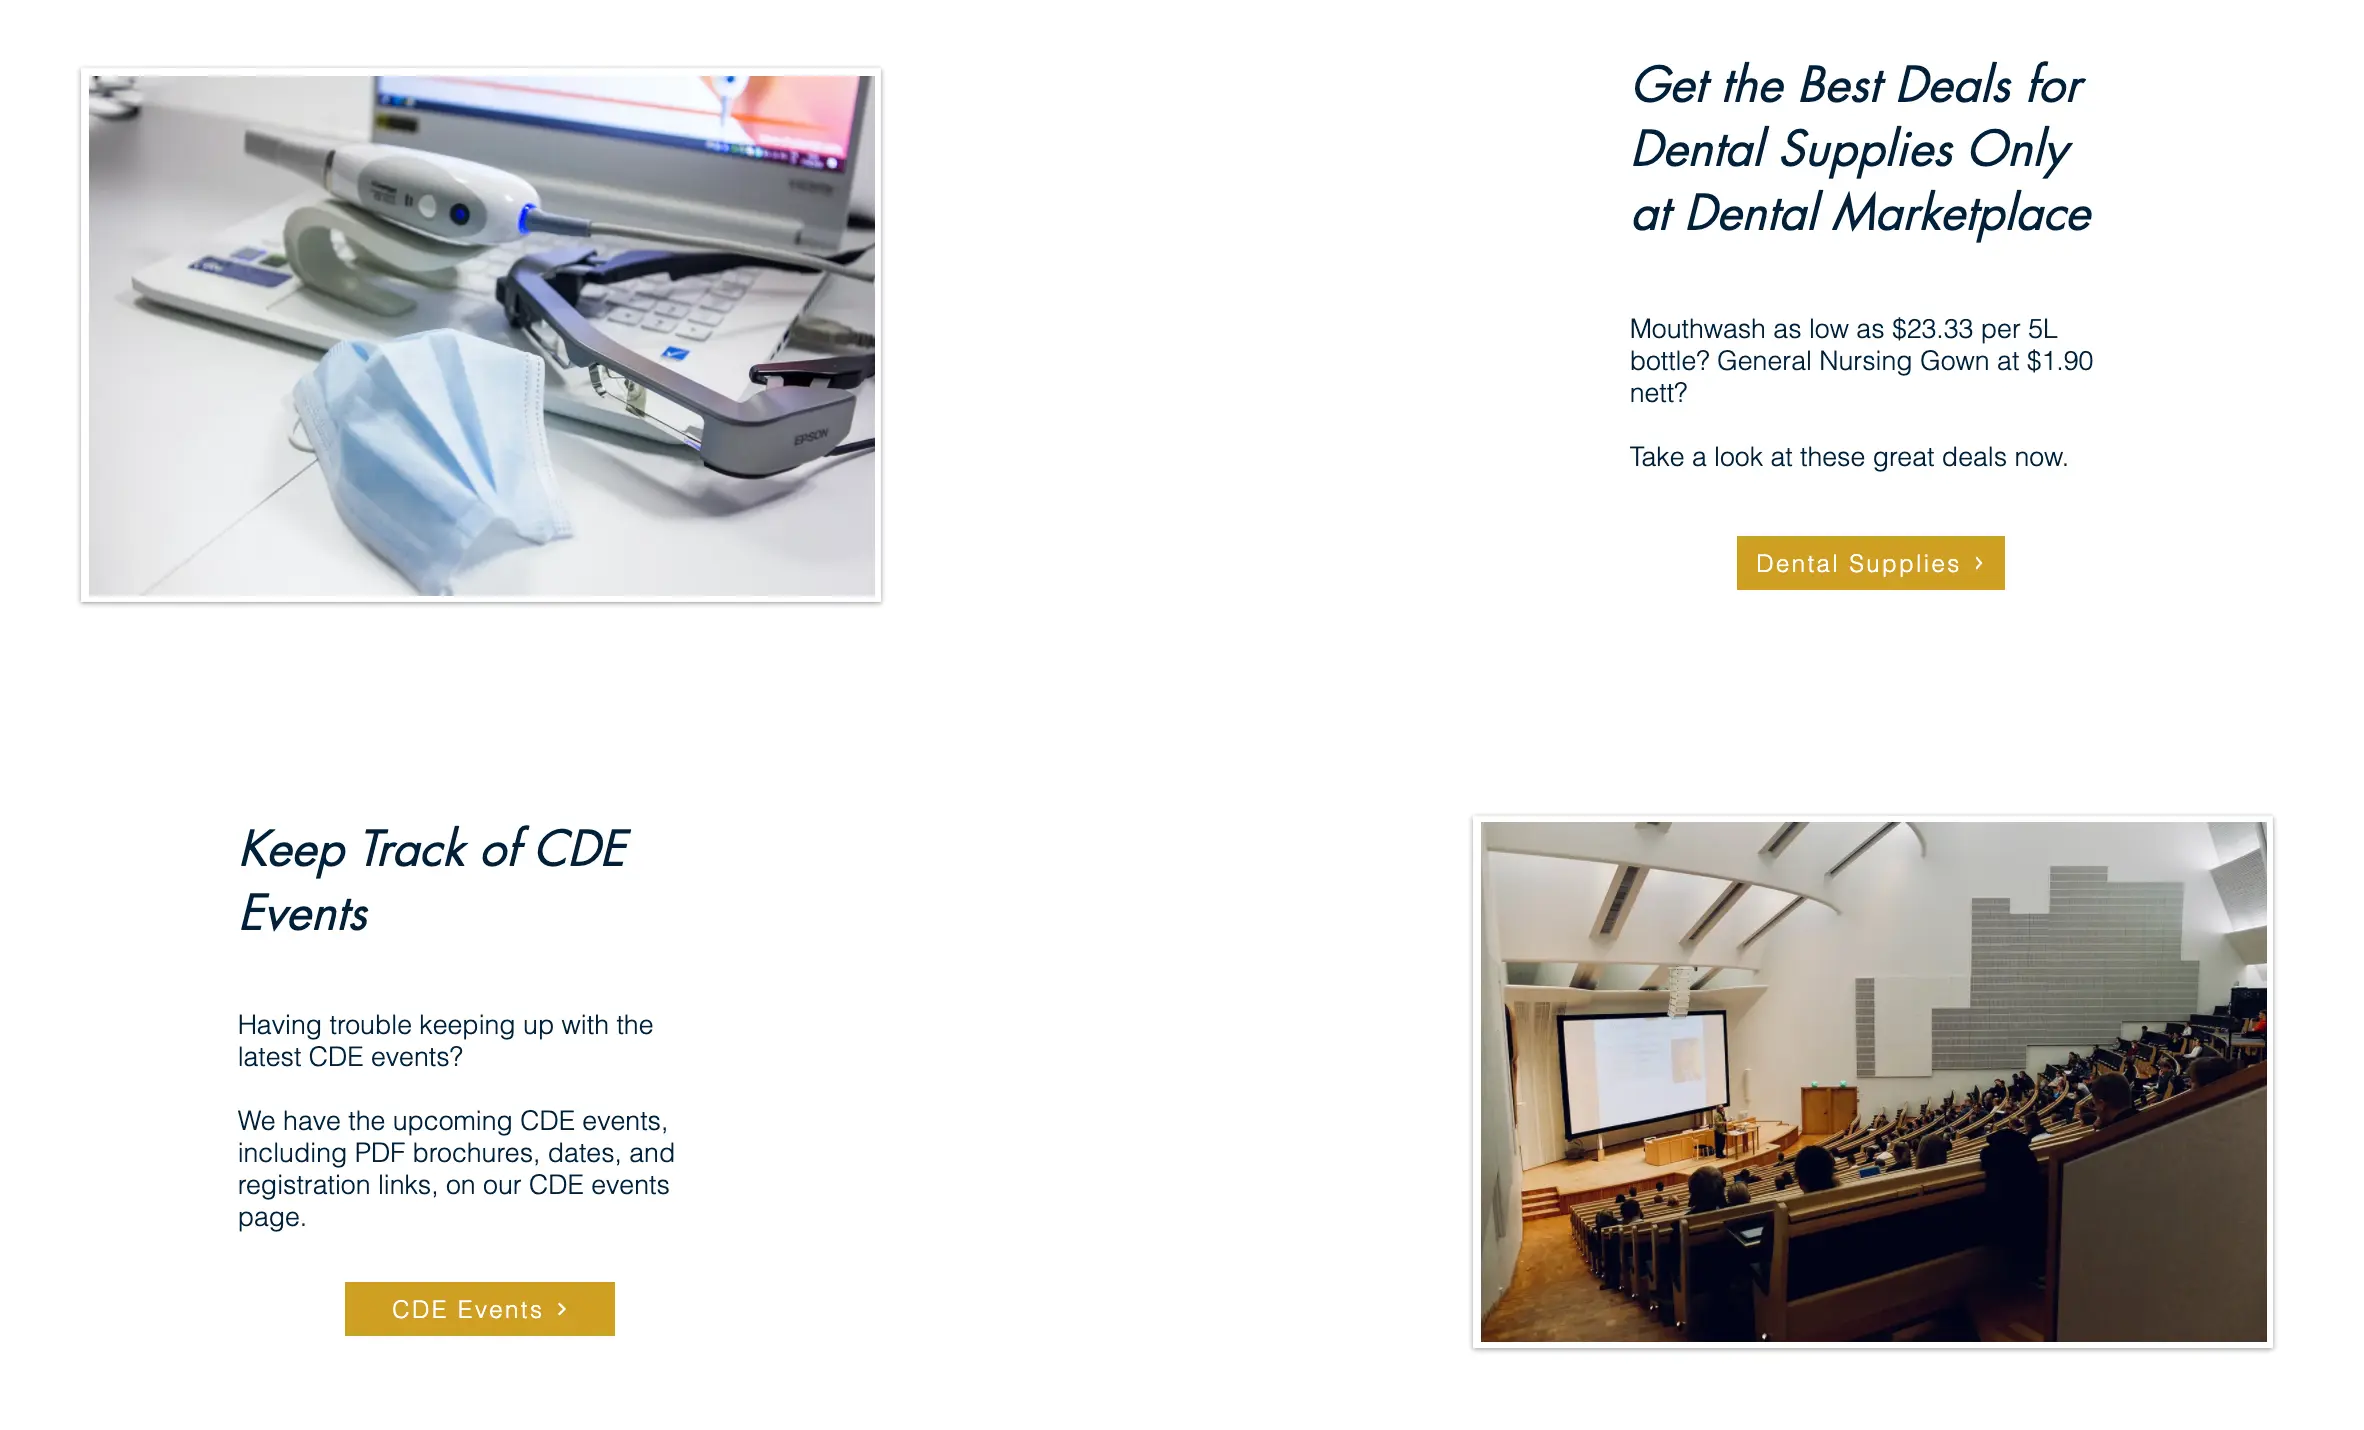 Get the Best Deals for
Dental Supplies Only
at Dental Marketplace
Mouthwash as low as $23.33 per 5L
bottle? General Nursing Gown at $1.90
nett?
Take a look at these great deals now.
Dental Supplies >
EPSON
Keep Track of CDE
Events
Having trouble keeping up with the
latest CDE events?
We have the upcoming CDE events,
including PDF brochures, dates, and
registration links, on our CDE events
page.
CDE Events >